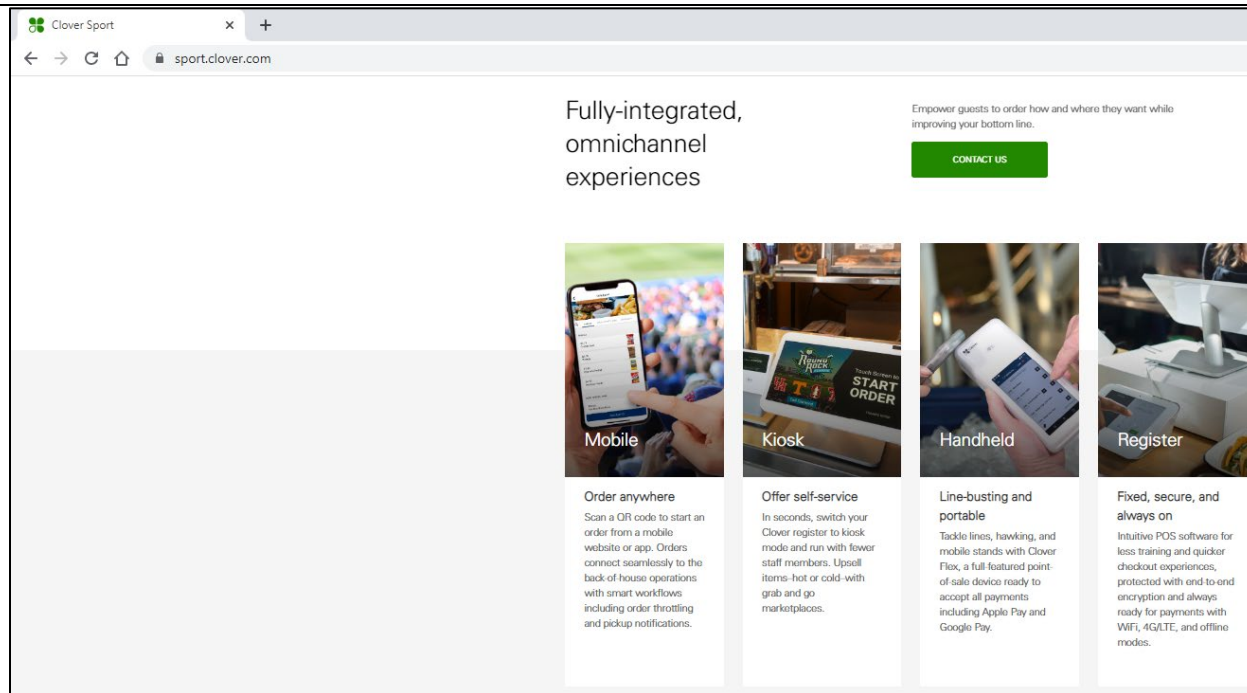 Clover Sport
sport.clover.com
Fully-integrated,
omnichannel
experiences
Empower guests to order how and where they want while
improving your bottom line.
CONTACT US
Mobile
Order anywhere
Scan a QR code to start an
order from a mobile
website or app. Orders
connect seamlessly to the
back-of-house operations
with smart workflows
including order throttling
and pickup notifications.
ROUND
ROCK
Touch Screen to
START
ORDER
Kiosk
Offer self-service
In seconds, switch your
Clover register to kiosk
mode and run with fewer
staff members. Upsell
items-hot or cold-with
grab and go
marketplaces.
Handheld
Line-busting and
portable
Tackle lines, hawking, and
mobile stands with Clover
Flex, a full-featured point-
of-sale device ready to
accept all payments
including Apple Pay and
Google Pay.
Register
Fixed, secure, and
always on
Intuitive POS software for
less training and quicker
checkout experiences,
protected with end-to-end
encryption and always
ready for payments with
WiFi, 4G/LTE, and offline
modes.